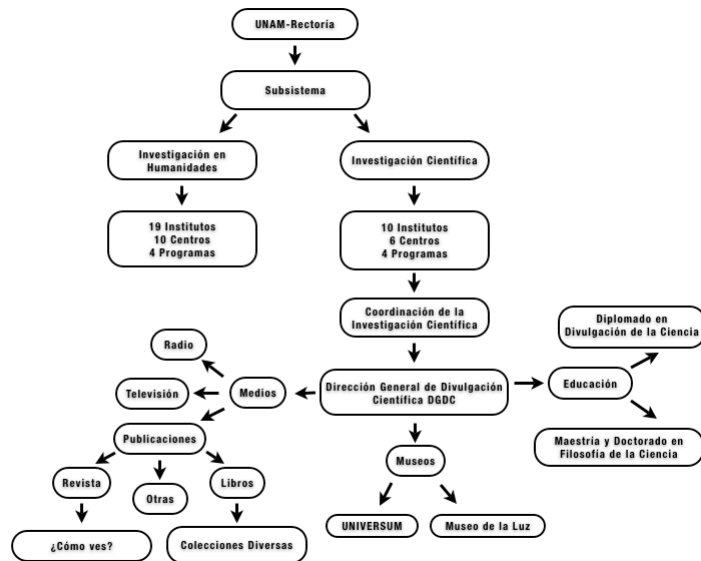 UNAM-Rectoría
Subsistema
Investigación en
Humanidades
Investigación Científica
19 Institutos
10 Centros
4 Programas
10 Institutos
6 Centros
4 Programas
Coordinación de la
Investigación Científica
Diplomado en
Divulgación de la Ciencia
Radio
Televisión
Medios
Dirección General de Divulgación
Científica DGDC
Educación
Publicaciones
Maestría y Doctorado en
Filosofía de la Ciencia
Museos
Revista
Otras
Libros
UNIVERSUM
Museo de la Luz
¿Cómo ves?
Colecciones Diversas